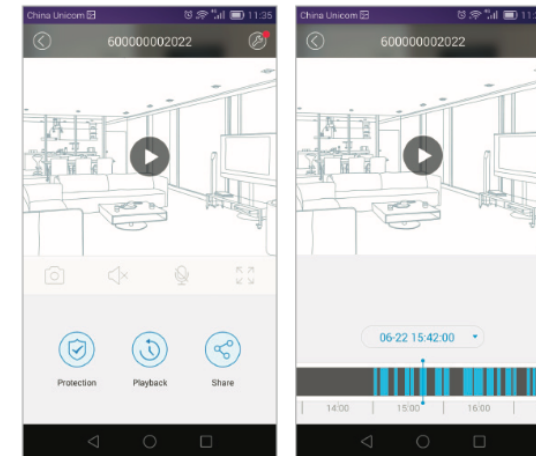 China Unicom 11:35
600000002022
Protection Playback Share
China Unicom
600000002022
06-22 15:42:00
14:00 15:00 16:00